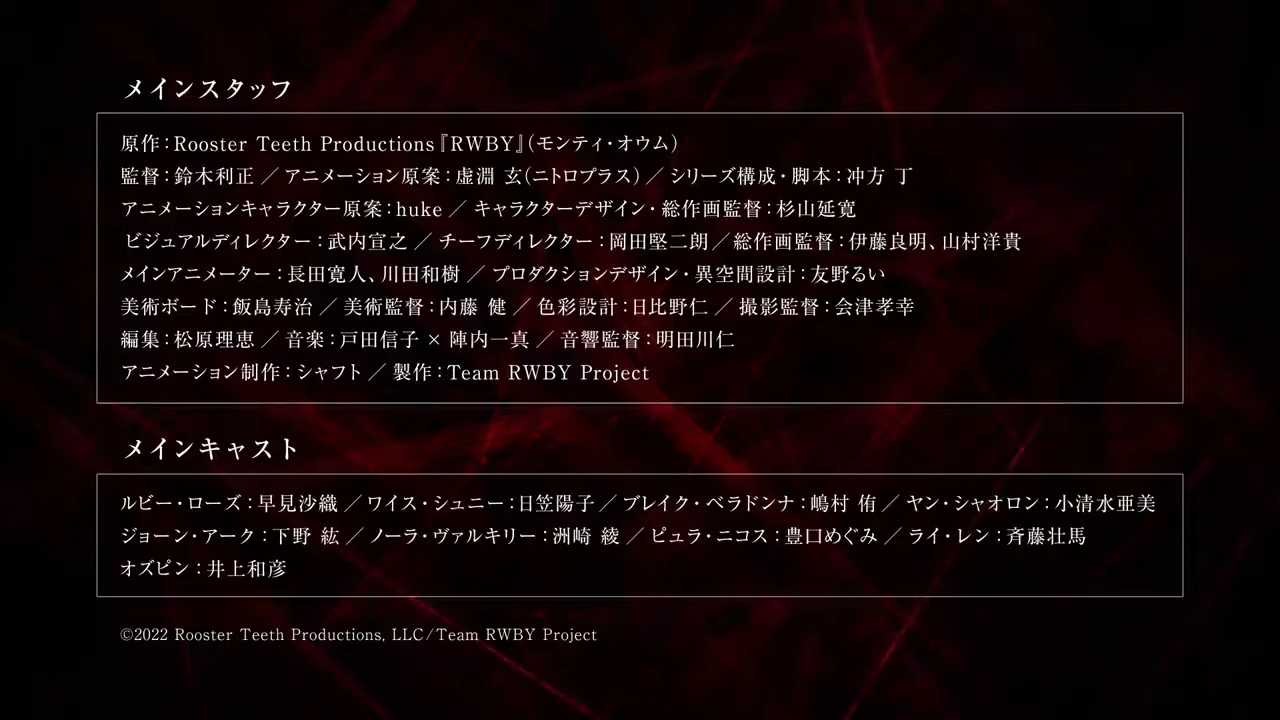 メインスタッフ
原作：Rooster Teeth Productions『RWBY』（モンティ・オウム）
監督：鈴木利正 ／ アニメーション原案：虚淵 玄（ニトロプラス） ／ シリーズ構成・脚本：冲方 丁
アニメーションキャラクター原案：huke ／ キャラクターデザイン・総作画監督：杉山延寛
ビジュアルディレクター：武内宣之 ／ チーフディレクター：岡田堅二朗 ／ 総作画監督：伊藤良明、山村洋貴
メインアニメーター：長田寛人、川田和樹 ／ プロダクションデザイン・異空間設計：友野るい
美術ボード：飯島寿治 ／ 美術監督：内藤 健 ／ 色彩設計：日比野仁 ／ 撮影監督：会津孝幸
編集：松原理恵 ／ 音楽：戸田信子 × 陣内一真 ／ 音響監督：明田川仁
アニメーション制作：シャフト ／ 製作：Team RWBY Project
メインキャスト
ルビー・ローズ：早見沙織 ／ ワイス・シュニー：日笠陽子 ／ ブレイク・ベラドンナ：嶋村 侑 ／ ヤン・シャオロン：小清水亜美
ジョーン・アーク：下野 紘 ／ ノーラ・ヴァルキリー：洲崎 綾 ／ ピュラ・ニコス：豊口めぐみ ／ ライ・レン：斉藤壮馬
オズピン：井上和彦
©2022 Rooster Teeth Productions, LLC/Team RWBY Project